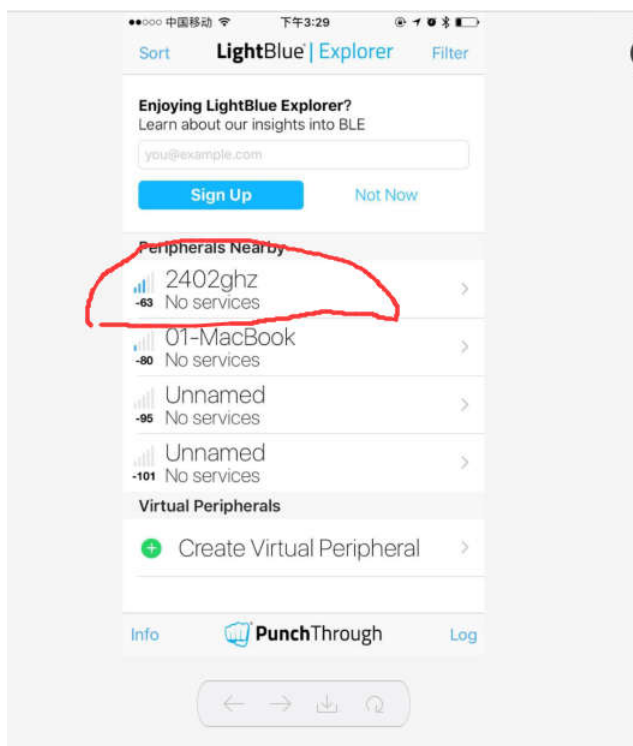 中国移动 下午3:29
Sort LightBlue | Explorer Filter
Enjoying LightBlue Explorer?
Learn about our insights into BLE
you@example.com
Sign Up Not Now
Peripherals Nearby
2402ghz
-63 No services
01-MacBook
-80 No services
Unnamed
-95 No services
Unnamed
-101 No services
Virtual Peripherals
Create Virtual Peripheral
Info PunchThrough Log